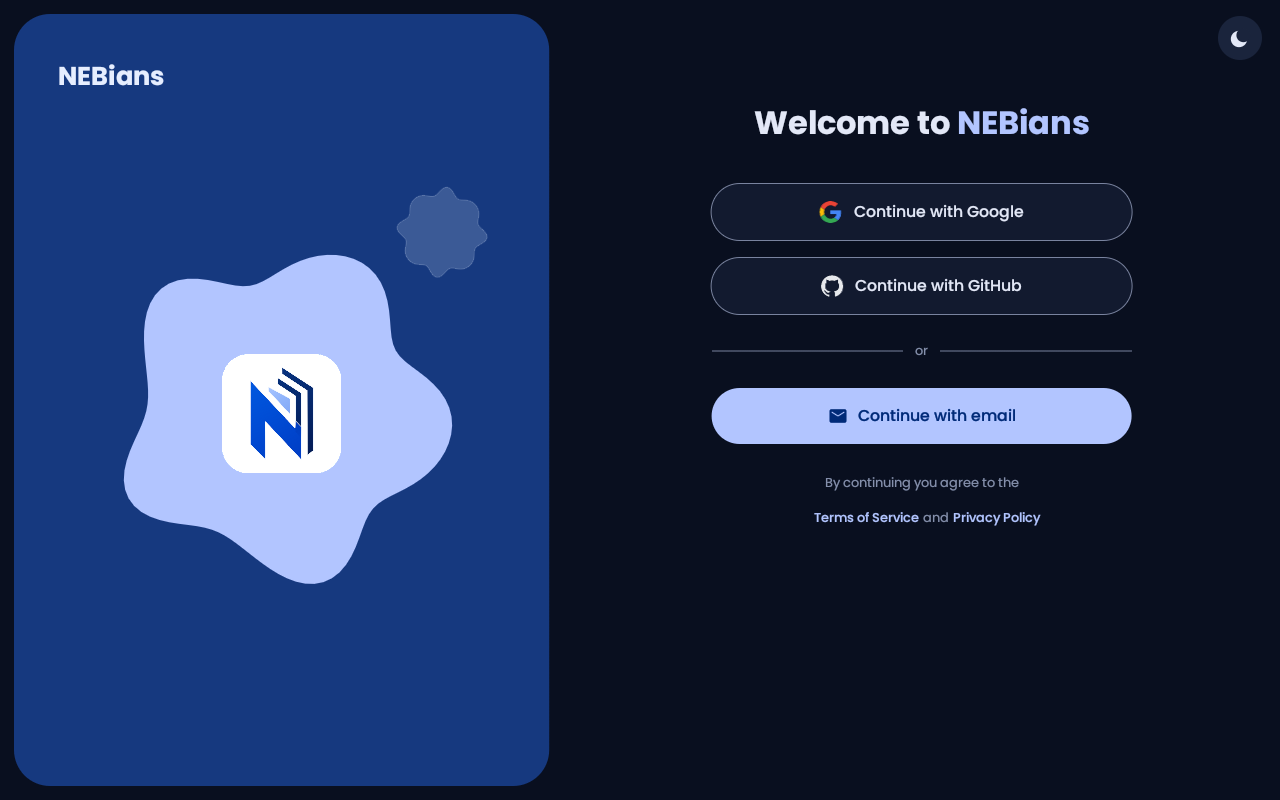 NEBians
Welcome to NEBians
Continue with Google
Continue with GitHub
or
Continue with email
By continuing you agree to the
Terms of Service and Privacy Policy